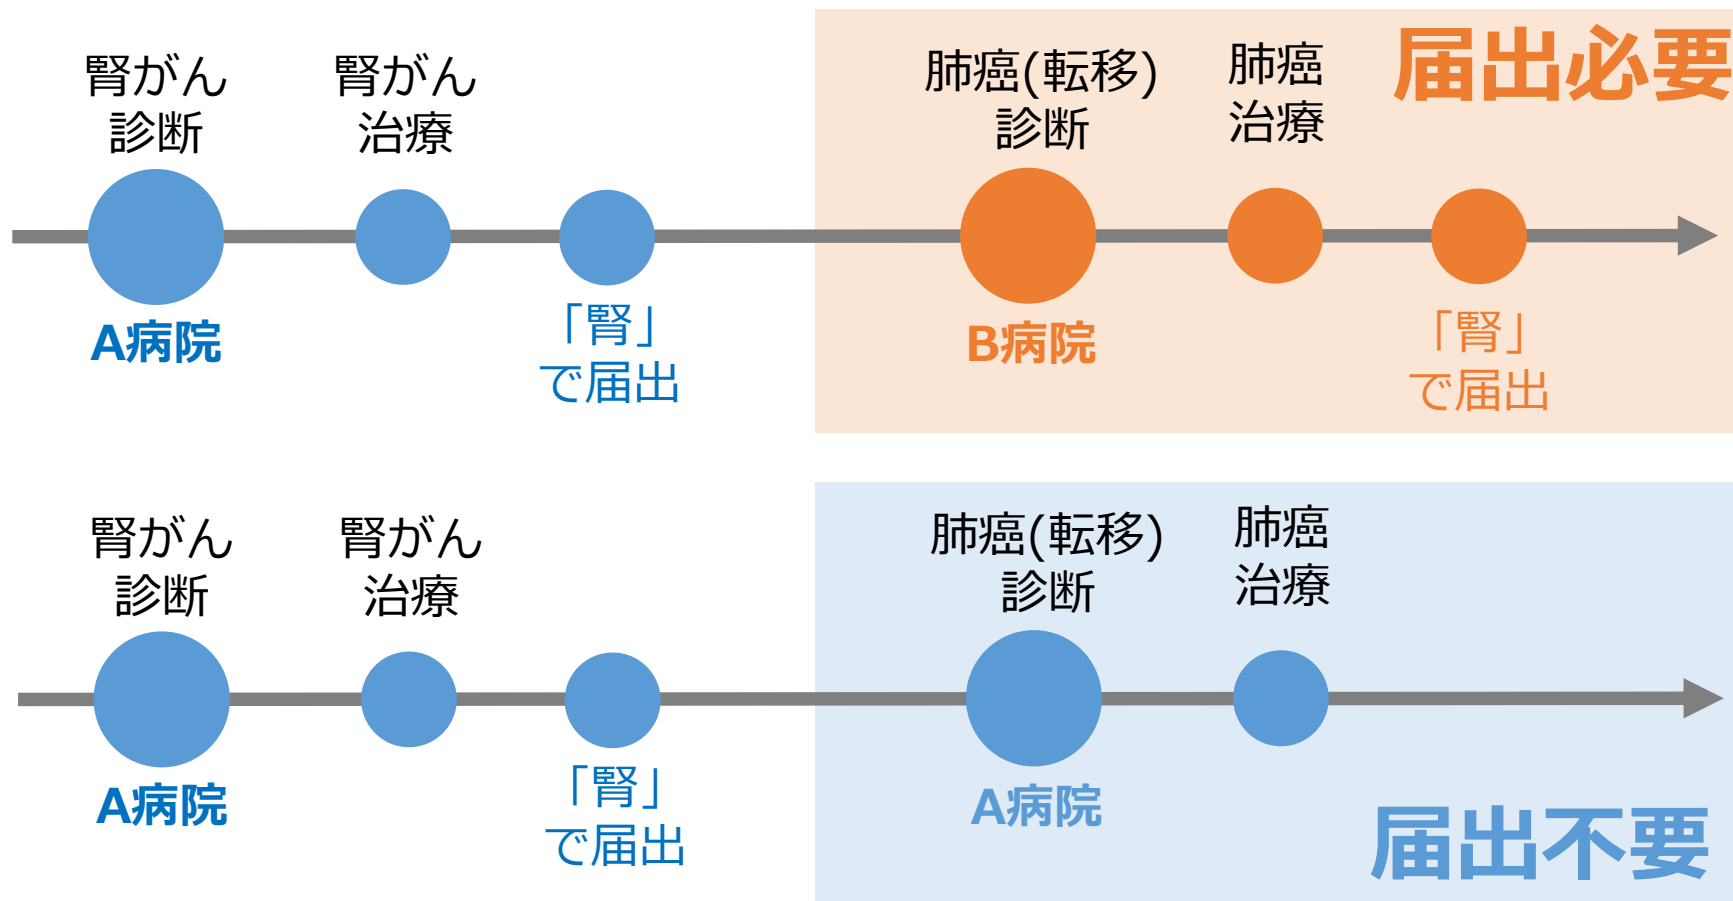 腎がん
診断
腎がん
治療
肺癌(転移)
診断
肺癌
治療
届出必要
A病院
「腎」
で届出
B病院
「腎」
で届出
腎がん
診断
腎がん
治療
肺癌(転移)
診断
肺癌
治療
A病院
「腎」
で届出
A病院
届出不要